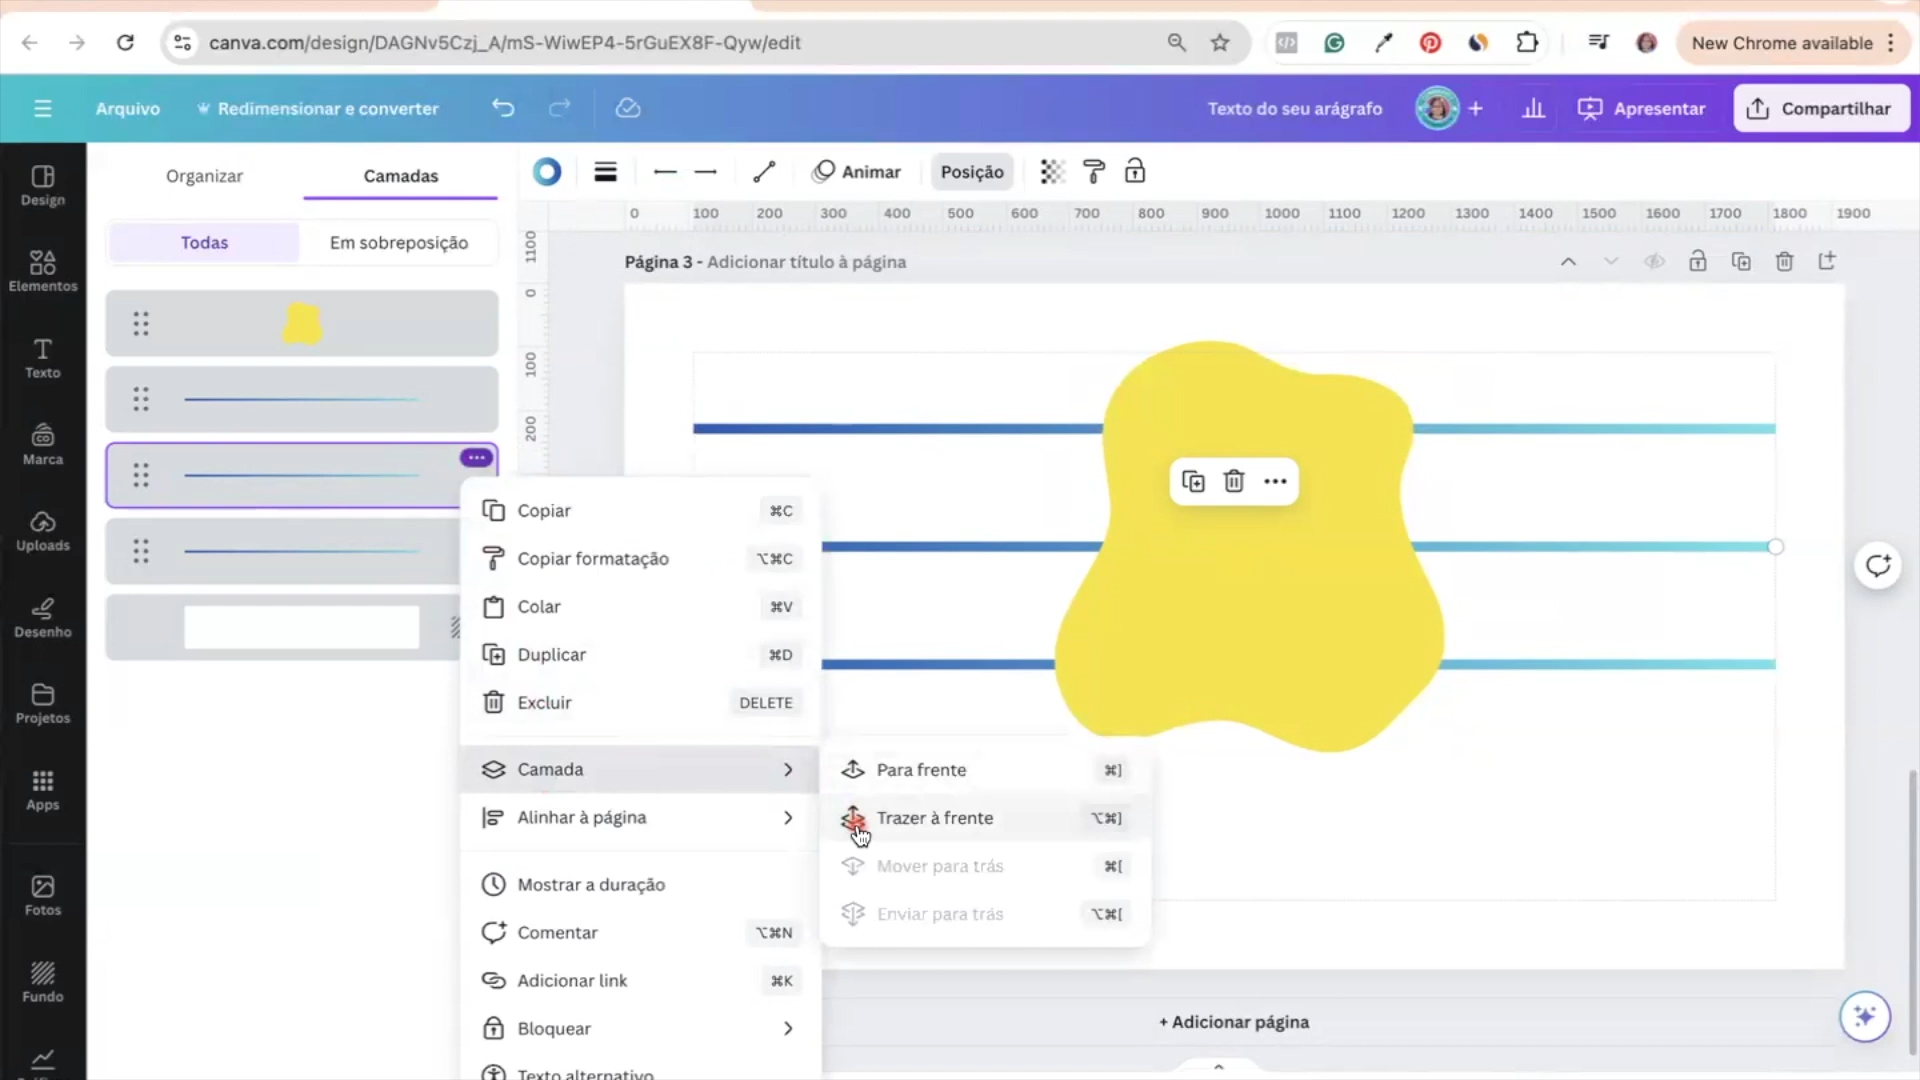 canva.com/design/DAGNv5Czj_A/mS-WiwEP4-5rGuEX8F-Qyw/edit
New Chrome available
Arquivo
Redimensionar e converter
Texto do seu arágrafo
Apresentar
Compartilhar
Design
Elementos
Texto
Marca
Uploads
Desenho
Projetos
Apps
Fotos
Fundo
Organizar
Camadas
Todas
Em sobreposição
Animar
Posição
0 100 200 300 400 500 600 700 800 900 1000 1100 1200 1300 1400 1500 1600 1700 1800 1900
1100
0
100
200
Página 3 - Adicionar título à página
Copiar ⌘C
Copiar formatação ⌥⌘C
Colar ⌘V
Duplicar ⌘D
Excluir DELETE
Camada
Alinhar à página
Mostrar a duração
Comentar ⌥⌘N
Adicionar link ⌘K
Bloquear
Texto alternativo
Para frente ⌘]
Trazer à frente ⌥⌘]
Mover para trás ⌘[
Enviar para trás ⌥⌘[
+ Adicionar página